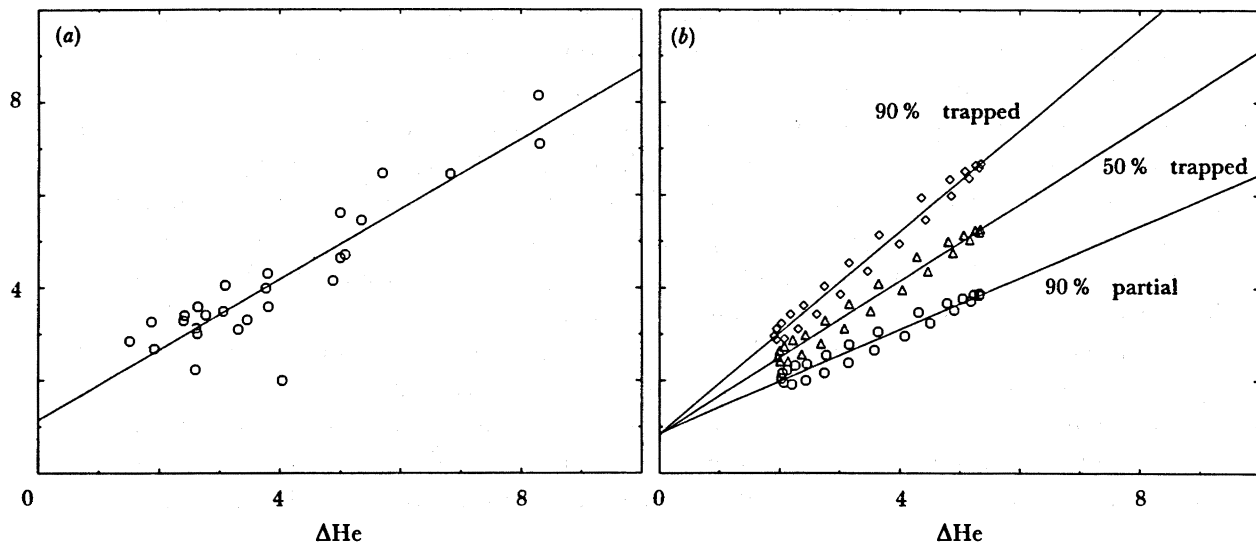 (a)
8
4
0
4
8
ΔHe
(b)
90 % trapped
50 % trapped
90 % partial
0
4
8
ΔHe